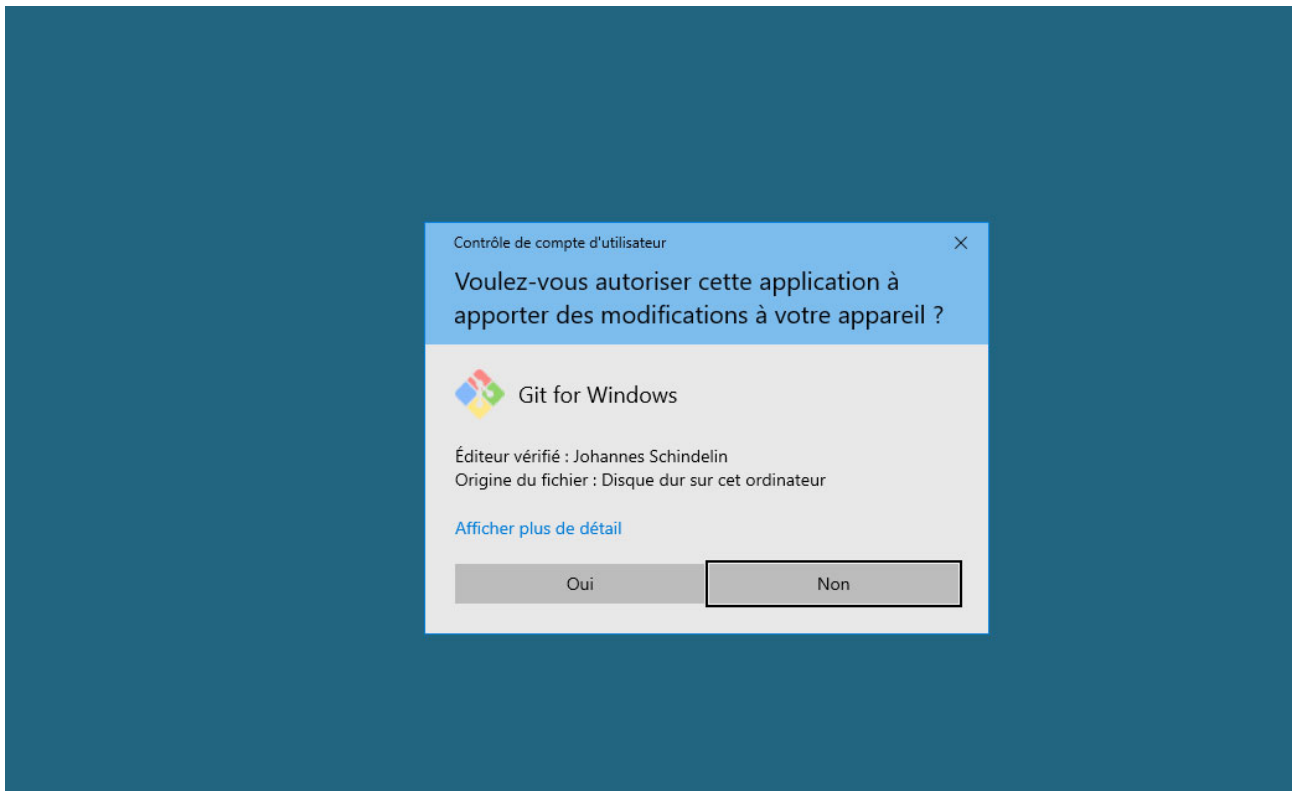 Contrôle de compte d'utilisateur
Voulez-vous autoriser cette application à
apporter des modifications à votre appareil ?
Git for Windows
Éditeur vérifié : Johannes Schindelin
Origine du fichier : Disque dur sur cet ordinateur
Afficher plus de détail
Oui
Non